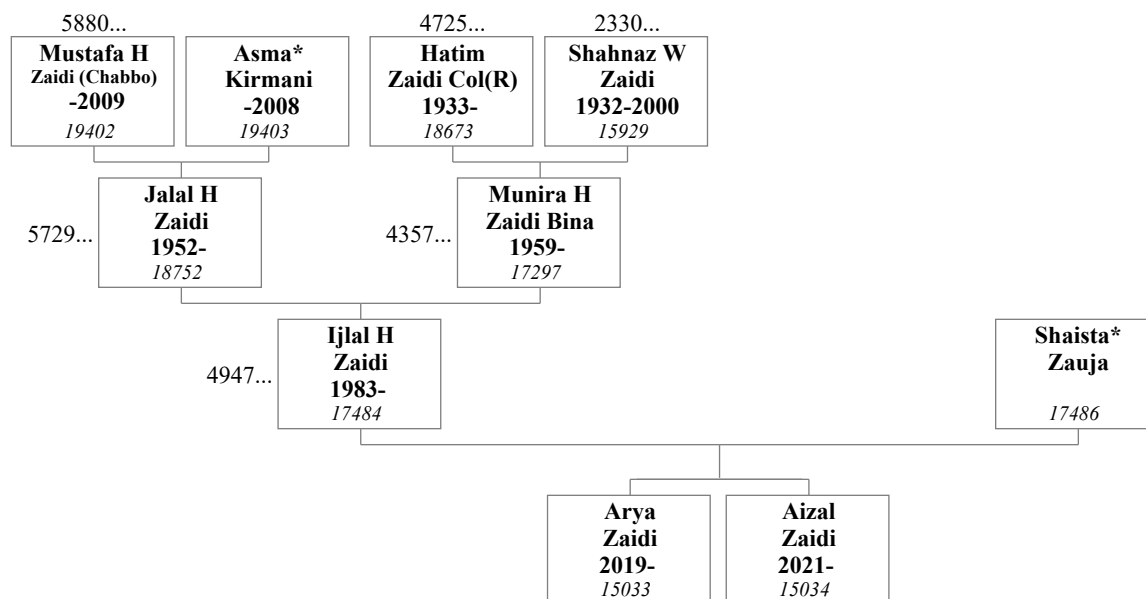 5880...
4725...
2330...
Mustafa H
Zaidi (Chabbo)
-2009
19402
Asma*
Kirmani
-2008
19403
Hatim
Zaidi Col(R)
1933-
18673
Shahnaz W
Zaidi
1932-2000
15929
5729...
Jalal H
Zaidi
1952-
18752
4357...
Munira H
Zaidi Bina
1959-
17297
4947...
Ijlal H
Zaidi
1983-
17484
Shaista*
Zauja
17486
Arya
Zaidi
2019-
15033
Aizal
Zaidi
2021-
15034